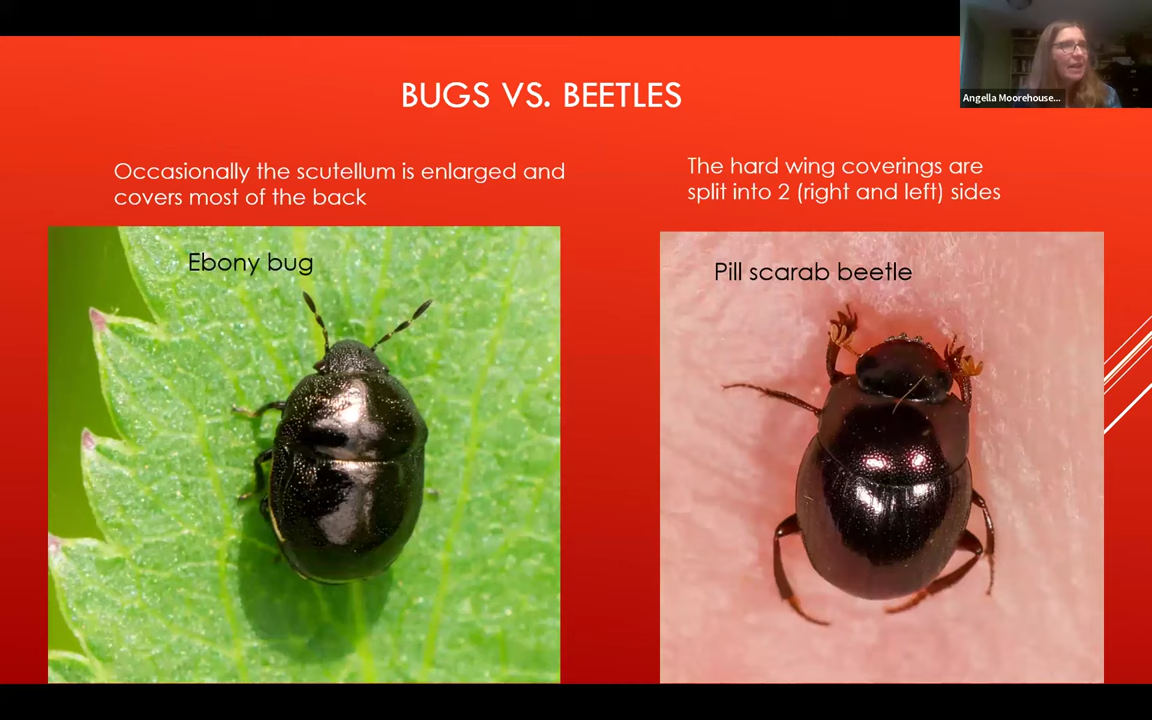 BUGS VS. BEETLES
Angella Moorehouse...
Occasionally the scutellum is enlarged and
covers most of the back
The hard wing coverings are
split into 2 (right and left) sides
Ebony bug
Pill scarab beetle